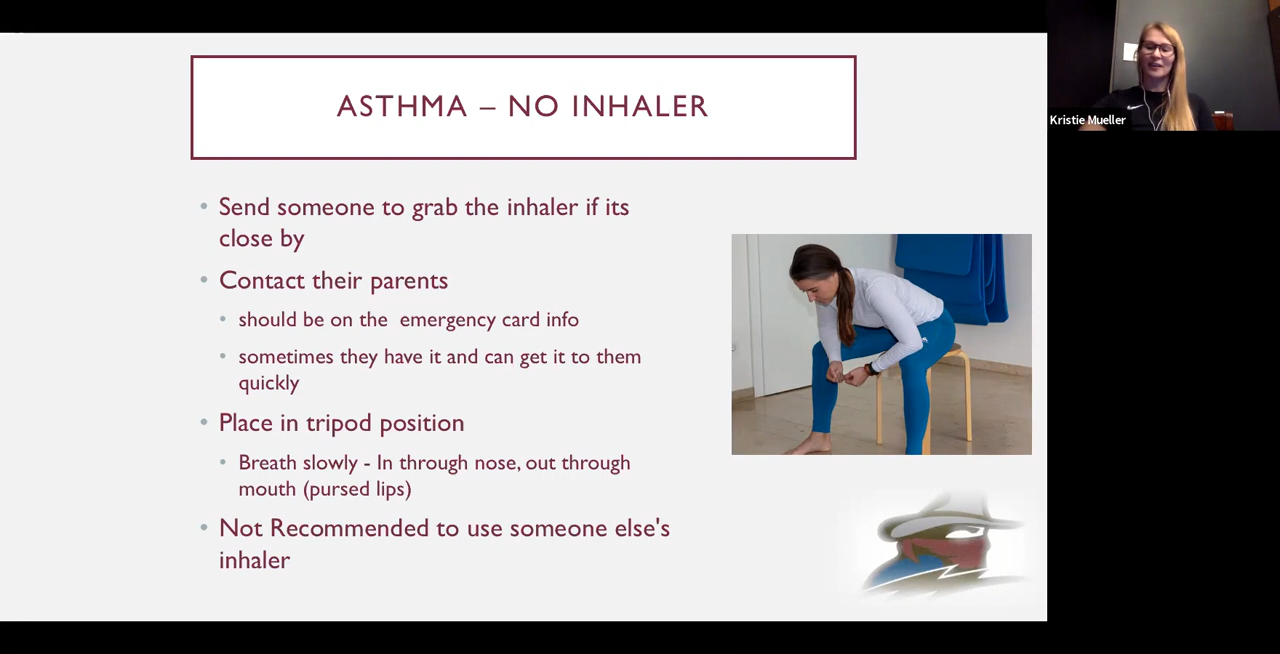 ASTHMA – NO INHALER
Kristie Mueller
• Send someone to grab the inhaler if its
close by
• Contact their parents
• should be on the  emergency card info
• sometimes they have it and can get it to them
quickly
• Place in tripod position
• Breath slowly - In through nose, out through
mouth (pursed lips)
• Not Recommended to use someone else's
inhaler